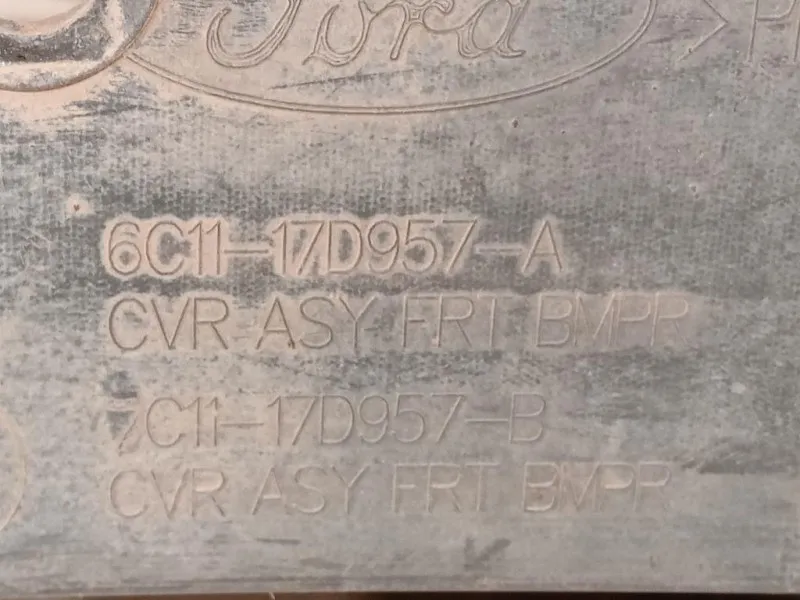 Ford
6C11-17D957-A
CVR ASY FRT BMPR
7C11-17D957-B
CVR ASY FRT BMPR